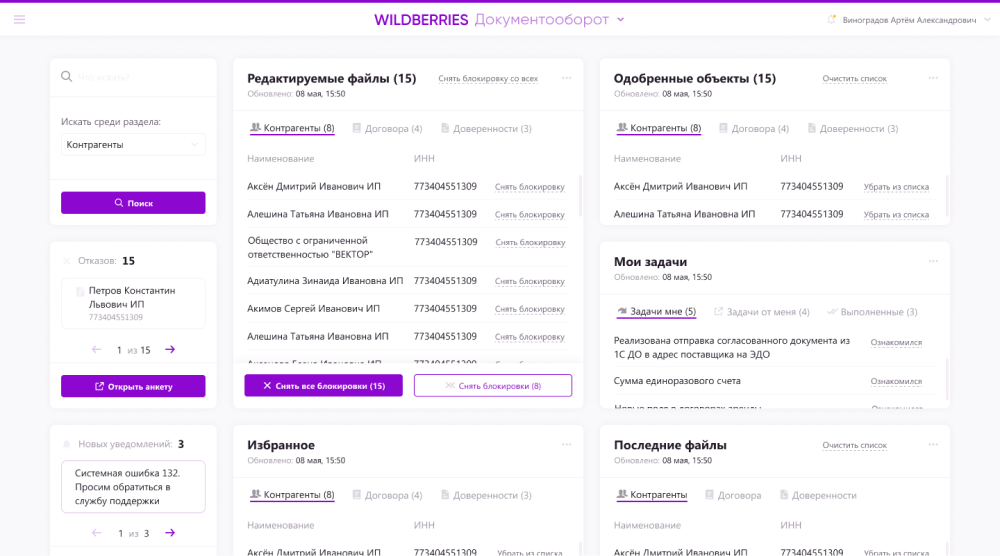 WILDBERRIES Документооборот
Виноградов Артём Александрович
Что искать?
Искать среди раздела:
Контрагенты
Поиск
Отказов: 15
Петров Константин
Львович ИП
773404551309
1 из 15
Открыть анкету
Новых уведомлений: 3
Системная ошибка 132.
Просим обратиться в
службу поддержки
1 из 3
Редактируемые файлы (15) Снять блокировку со всех
Обновлено: 08 мая, 15:50
Контрагенты (8) Договора (4) Доверенности (3)
Наименование ИНН
Аксён Дмитрий Иванович ИП 773404551309 Снять блокировку
Алешина Татьяна Ивановна ИП 773404551309 Снять блокировку
Общество с ограниченной
ответственностью "ВЕКТОР" 773404551309 Снять блокировку
Адиатулина Зинаида Ивановна ИП 773404551309 Снять блокировку
Акимов Сергей Иванович ИП 773404551309 Снять блокировку
Алешина Татьяна Ивановна ИП 773404551309 Снять блокировку
Снять все блокировки (15) Снять блокировки (8)
Избранное
Обновлено: 08 мая, 15:50
Контрагенты (8) Договора (4) Доверенности (3)
Наименование ИНН
Аксён Дмитрий Иванович ИП 773404551309 Убрать из списка
Одобренные объекты (15) Очистить список
Обновлено: 08 мая, 15:50
Контрагенты (8) Договора (4) Доверенности (3)
Наименование ИНН
Аксён Дмитрий Иванович ИП 773404551309 Убрать из списка
Алешина Татьяна Ивановна ИП 773404551309 Убрать из списка
Мои задачи
Обновлено: 08 мая, 15:50
Задачи мне (5) Задачи от меня (4) Выполненные (3)
Реализована отправка согласованного документа из
1С ДО в адрес поставщика на ЭДО Ознакомился
Сумма единоразового счета Ознакомился
Новые поля в договорах аренды Ознакомился
Последние файлы Очистить список
Обновлено: 08 мая, 15:50
Контрагенты Договора Доверенности
Наименование ИНН
Аксён Дмитрий Иванович ИП 773404551309 Убрать из списка